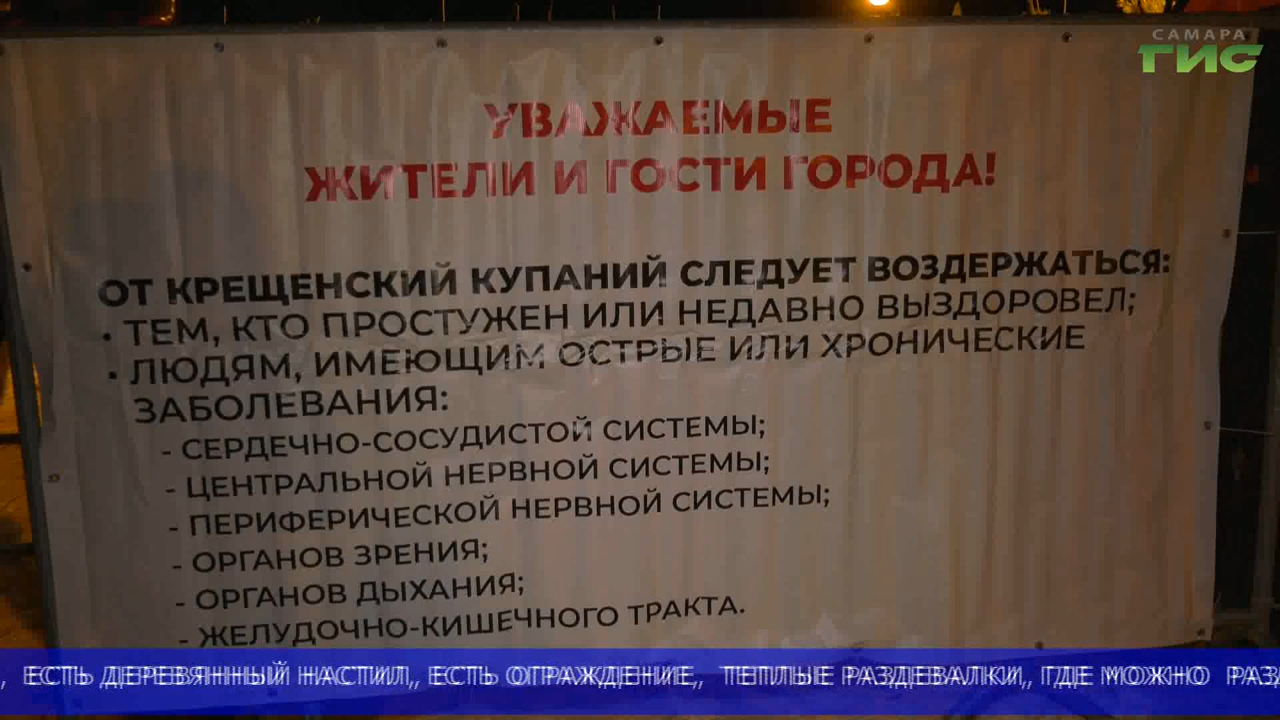 САМАРА
ГИС
УВАЖАЕМЫЕ
ЖИТЕЛИ И ГОСТИ ГОРОДА!
ОТ КРЕЩЕНСКИЙ КУПАНИЙ СЛЕДУЕТ ВОЗДЕРЖАТЬСЯ:
• ТЕМ, КТО ПРОСТУЖЕН ИЛИ НЕДАВНО ВЫЗДОРОВЕЛ;
• ЛЮДЯМ, ИМЕЮЩИМ ОСТРЫЕ ИЛИ ХРОНИЧЕСКИЕ
ЗАБОЛЕВАНИЯ:
- СЕРДЕЧНО-СОСУДИСТОЙ СИСТЕМЫ;
- ЦЕНТРАЛЬНОЙ НЕРВНОЙ СИСТЕМЫ;
- ПЕРИФЕРИЧЕСКОЙ НЕРВНОЙ СИСТЕМЫ;
- ОРГАНОВ ЗРЕНИЯ;
- ОРГАНОВ ДЫХАНИЯ;
- ЖЕЛУДОЧНО-КИШЕЧНОГО ТРАКТА.
, ЕСТЬ ДЕРЕВЯННЫЙ НАСТИЛ, ЕСТЬ ОГРАЖДЕНИЕ, ТЕПЛЫЕ РАЗДЕВАЛКИ, ГДЕ МОЖНО